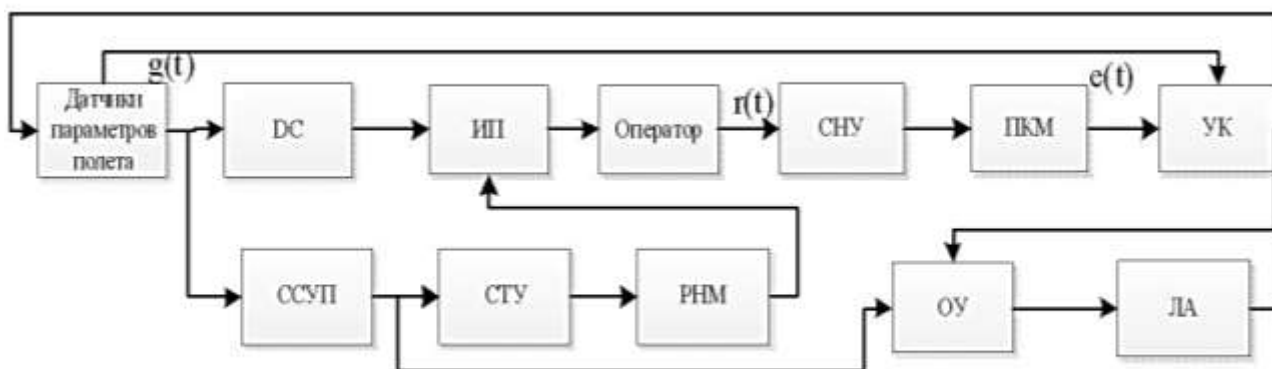 g(t)
e(t)
Датчики
параметров
полета
DC
ИП
Оператор
r(t)
СНУ
ПКМ
УК
ССУП
СТУ
РНМ
ОУ
ЛА